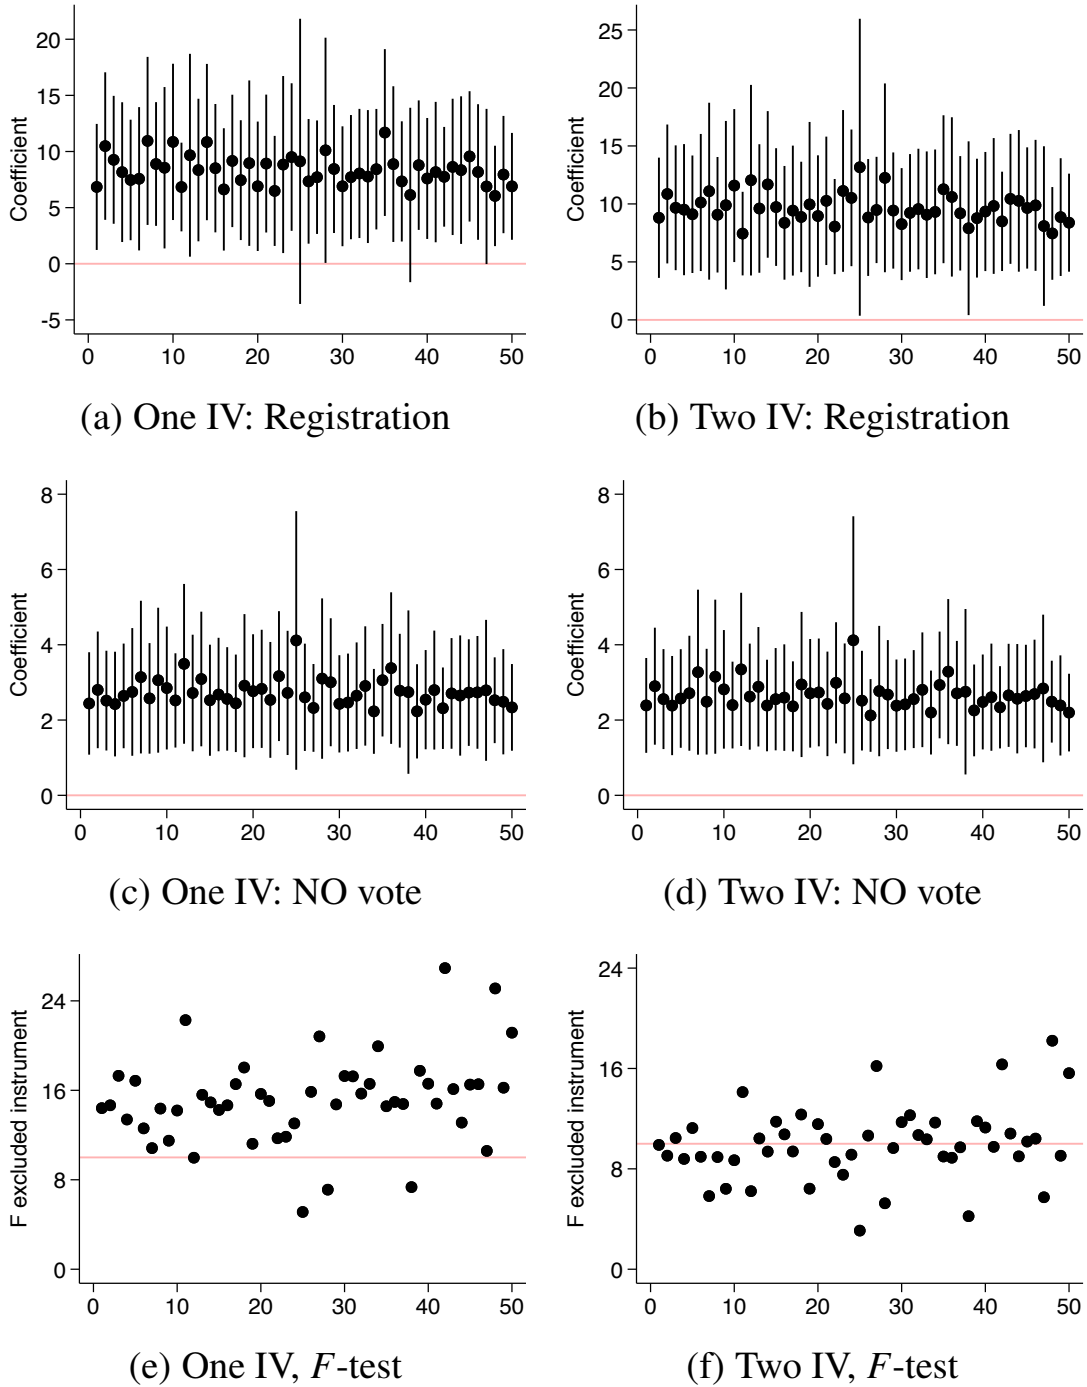 Coefficient
20
15
10
5
0
-5
0 10 20 30 40 50
(a) One IV: Registration
Coefficient
25
20
15
10
5
0
0 10 20 30 40 50
(b) Two IV: Registration
Coefficient
8
6
4
2
0
0 10 20 30 40 50
(c) One IV: NO vote
Coefficient
8
6
4
2
0
0 10 20 30 40 50
(d) Two IV: NO vote
F excluded instrument
24
16
8
0
0 10 20 30 40 50
(e) One IV, F-test
F excluded instrument
24
16
8
0
0 10 20 30 40 50
(f) Two IV, F-test